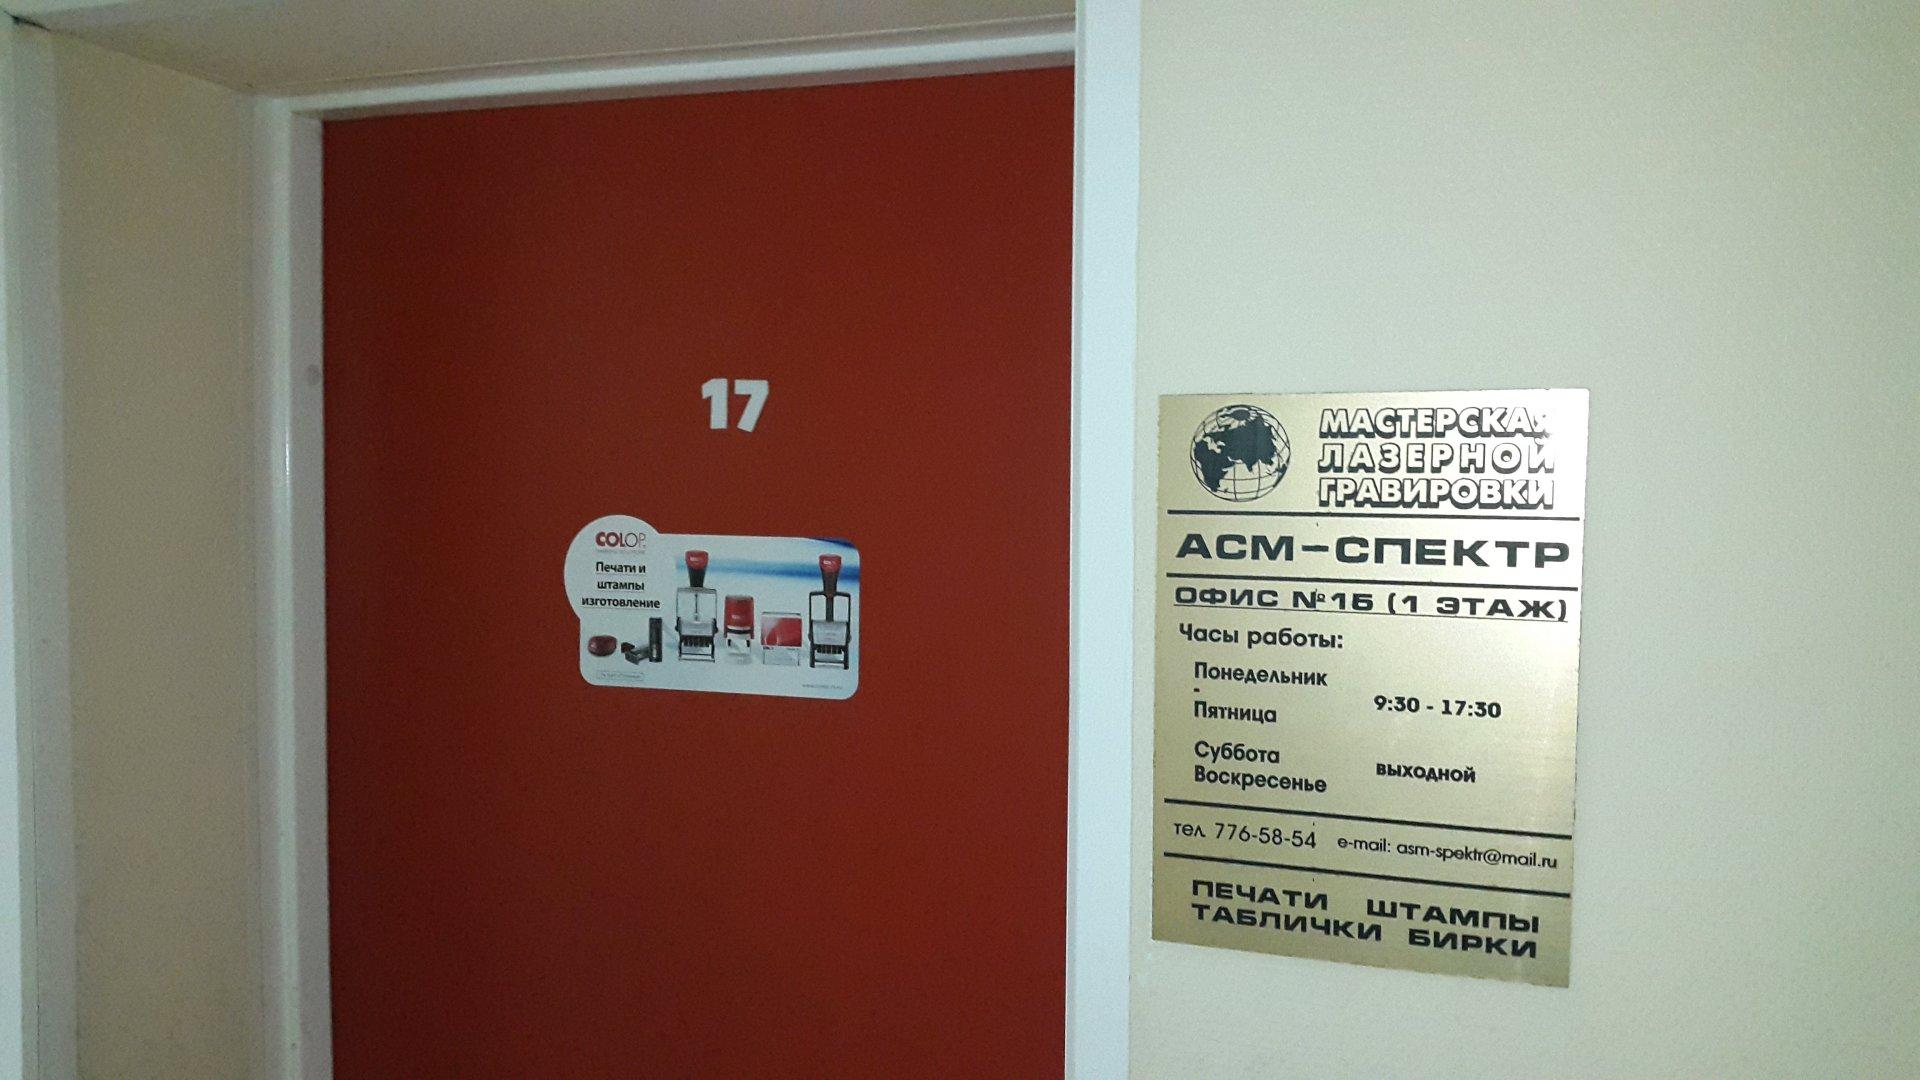 17
COLOP
Печати и
штампы
изготовление
МАСТЕРСКАЯ
ЛАЗЕРНОЙ
ГРАВИРОВКИ
АСМ-СПЕКТР
ОФИС №15 (1 ЭТАЖ)
Часы работы:
Понедельник
-
Пятница
9:30 - 17:30
Суббота
Воскресенье
выходной
тел. 776-58-54 e-mail: asm-spektr@mail.ru
ПЕЧАТИ ШТАМПЫ
ТАБЛИЧКИ БИРКИ